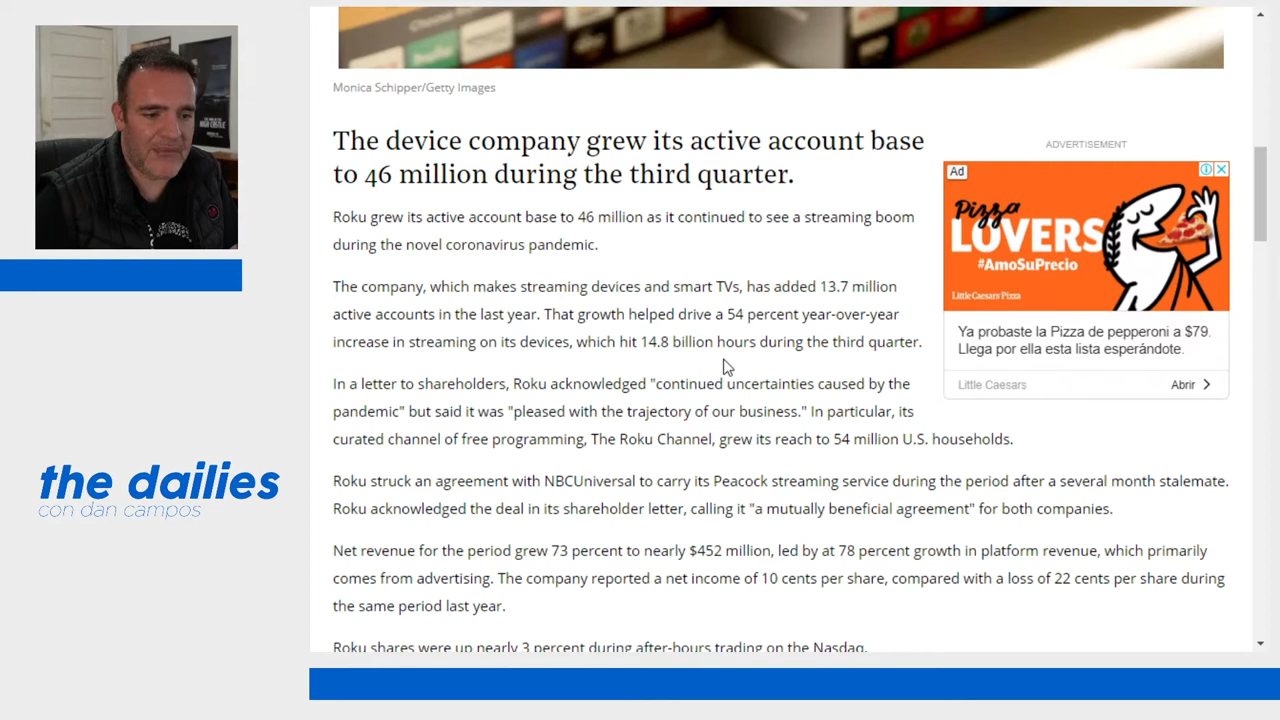 Monica Schipper/Getty Images
The device company grew its active account base
to 46 million during the third quarter.
Roku grew its active account base to 46 million as it continued to see a streaming boom
during the novel coronavirus pandemic.
The company, which makes streaming devices and smart TVs, has added 13.7 million
active accounts in the last year. That growth helped drive a 54 percent year-over-year
increase in streaming on its devices, which hit 14.8 billion hours during the third quarter.
In a letter to shareholders, Roku acknowledged "continued uncertainties caused by the
pandemic" but said it was "pleased with the trajectory of our business." In particular, its
curated channel of free programming, The Roku Channel, grew its reach to 54 million U.S. households.
Roku struck an agreement with NBCUniversal to carry its Peacock streaming service during the period after a several month stalemate.
Roku acknowledged the deal in its shareholder letter, calling it "a mutually beneficial agreement" for both companies.
Net revenue for the period grew 73 percent to nearly $452 million, led by at 78 percent growth in platform revenue, which primarily
comes from advertising. The company reported a net income of 10 cents per share, compared with a loss of 22 cents per share during
the same period last year.
Roku shares were up nearly 3 percent during after-hours trading on the Nasdaq.
ADVERTISEMENT
Ad
Pizza
LOVERS
#AmoSuPrecio
Little Caesars Pizza
Ya probaste la Pizza de pepperoni a $79.
Llega por ella esta lista esperándote.
Little Caesars
Abrir
the dailies
con dan campos